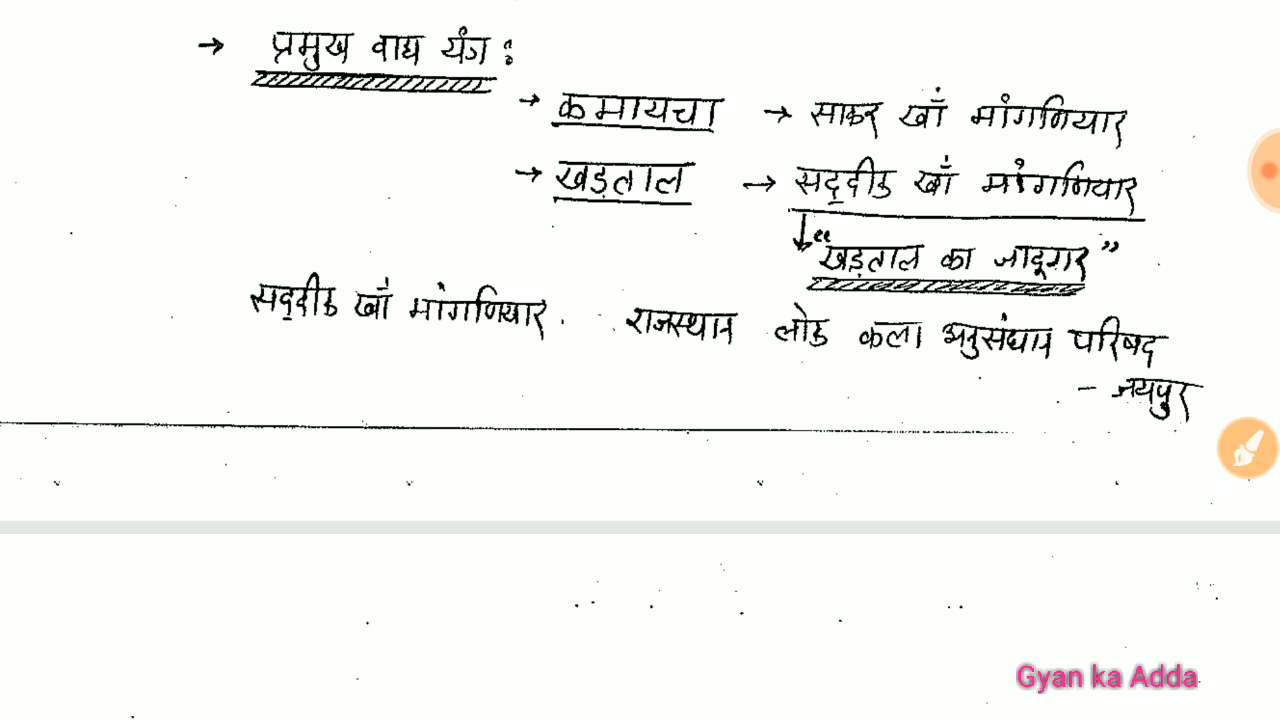 → प्रमुख वाद्य यंत्र :
→ कमायचा → साकर खाँ मांगणियार
→ खड़ताल → सद्दीक खाँ मांगणियार
↓ "खड़ताल का जादूगर"
सद्दीक खाँ मांगणियार. राजस्थान लोक कला अनुसंधान परिषद
- जयपुर
Gyan ka Adda